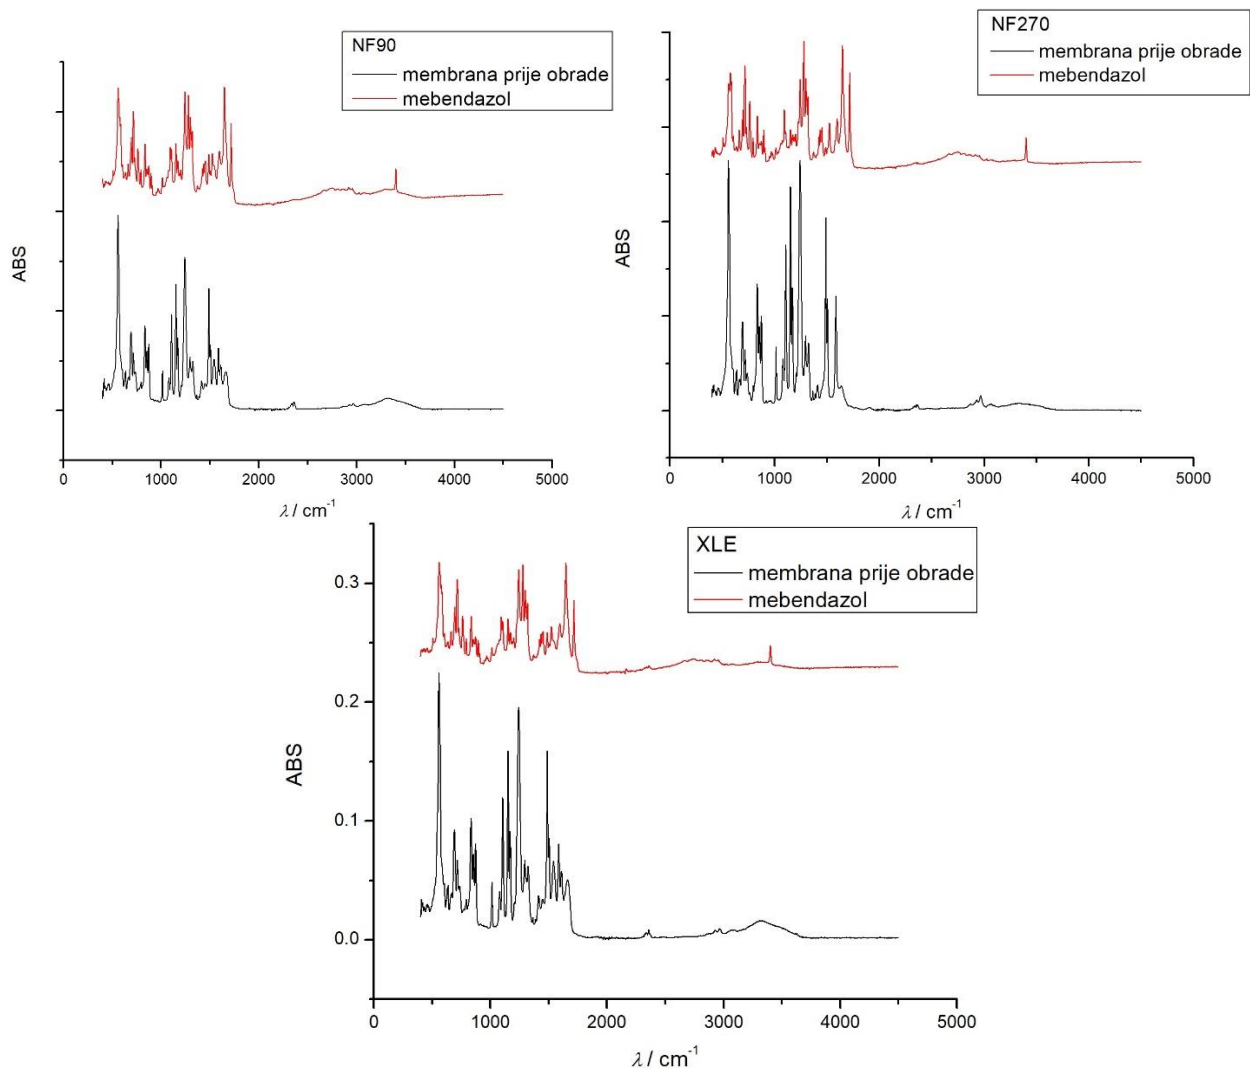 NF90
membrana prije obrade
mebendazol
ABS
0 1000 2000 3000 4000 5000
λ / cm⁻¹
NF270
membrana prije obrade
mebendazol
ABS
0 1000 2000 3000 4000 5000
λ / cm⁻¹
XLE
membrana prije obrade
mebendazol
0.3
0.2
0.1
0.0
ABS
0 1000 2000 3000 4000 5000
λ / cm⁻¹